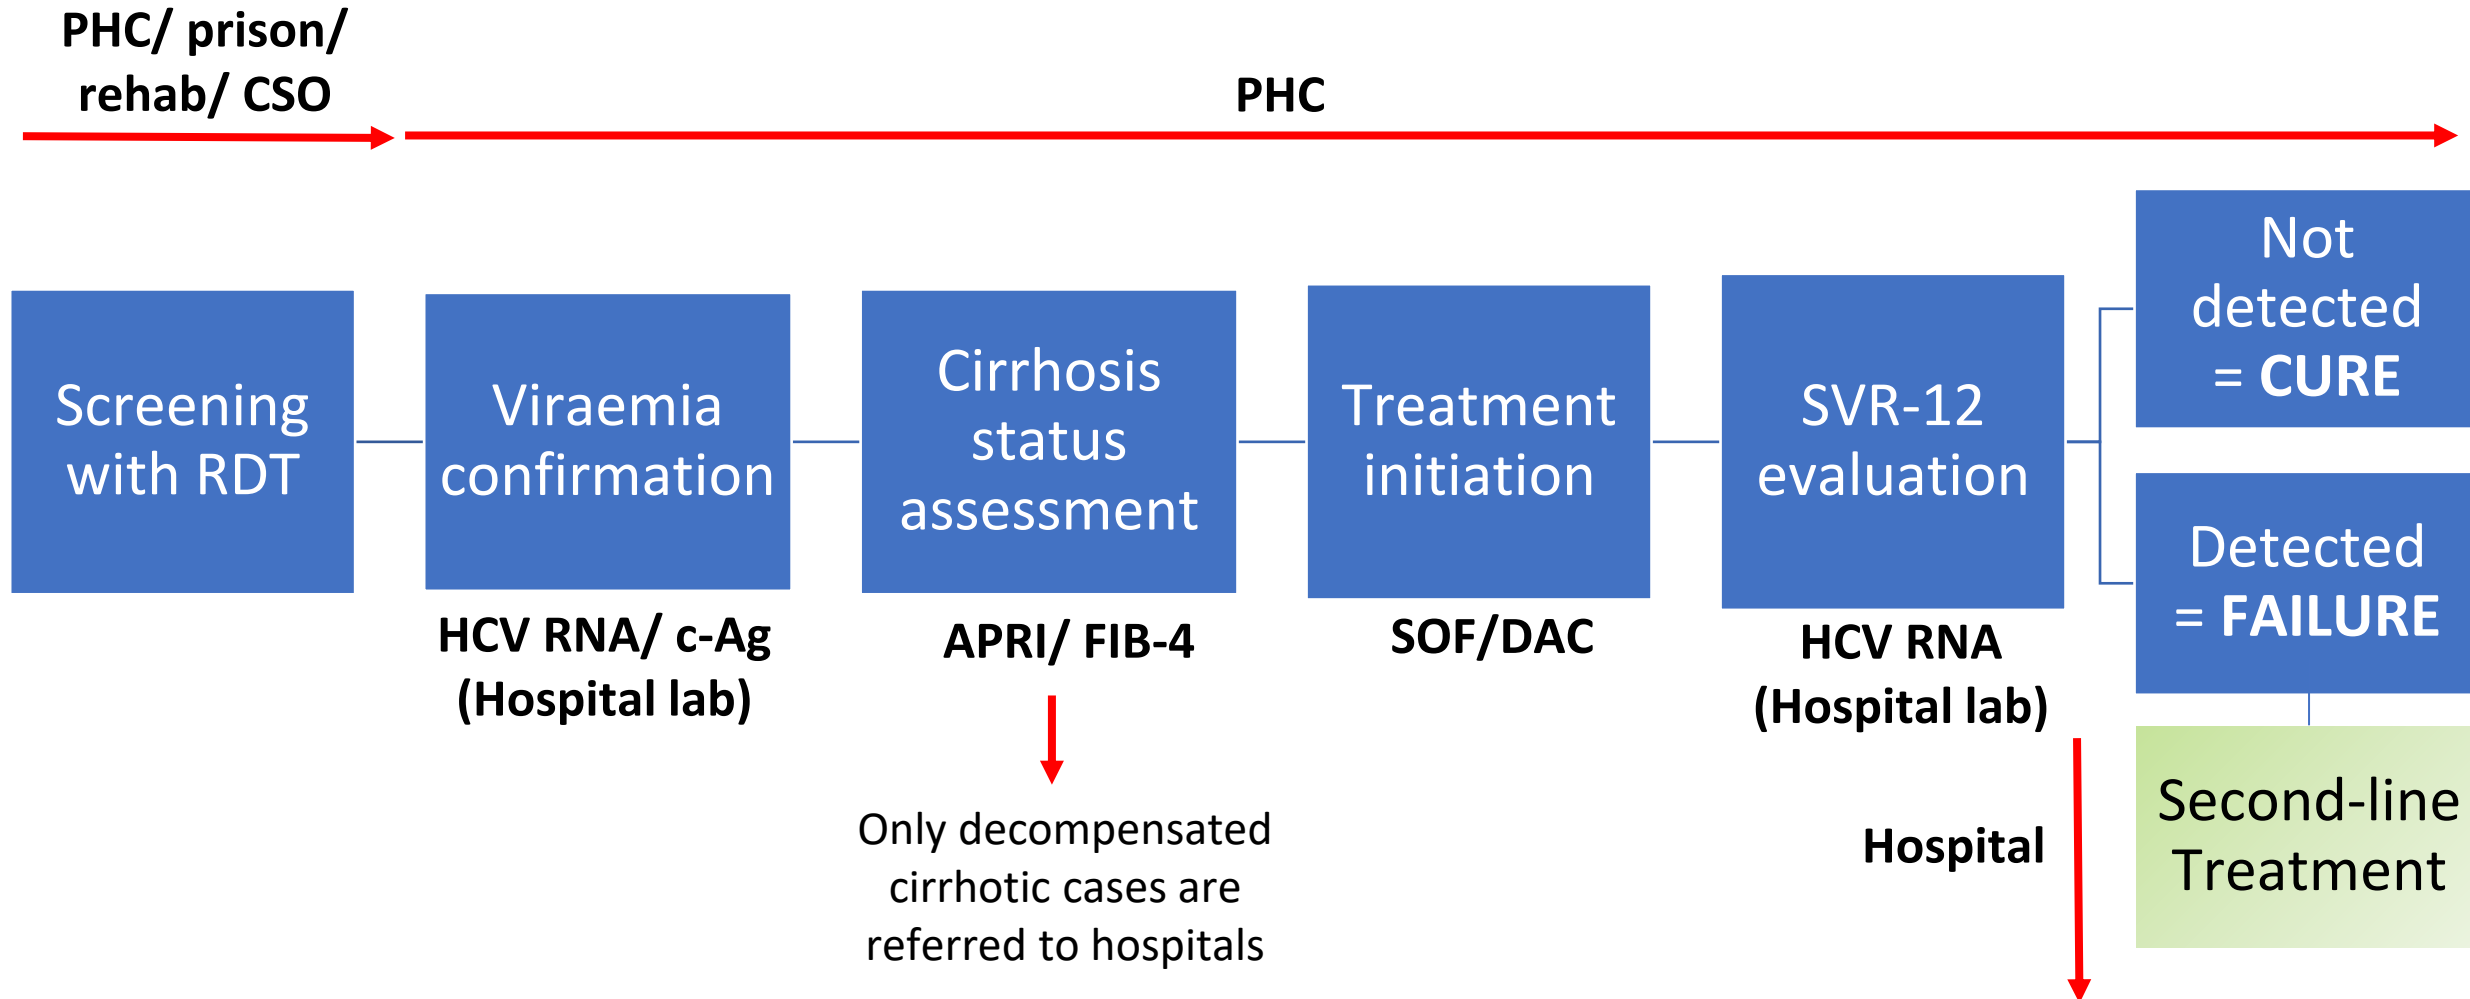 PHC/ prison/
rehab/ CSO
PHC
Screening
with RDT
Viraemia
confirmation
HCV RNA/ c-Ag
(Hospital lab)
Cirrhosis
status
assessment
APRI/ FIB-4
Only decompensated
cirrhotic cases are
referred to hospitals
Treatment
initiation
SOF/DAC
SVR-12
evaluation
HCV RNA
(Hospital lab)
Hospital
Not
detected
= CURE
Detected
= FAILURE
Second-line
Treatment